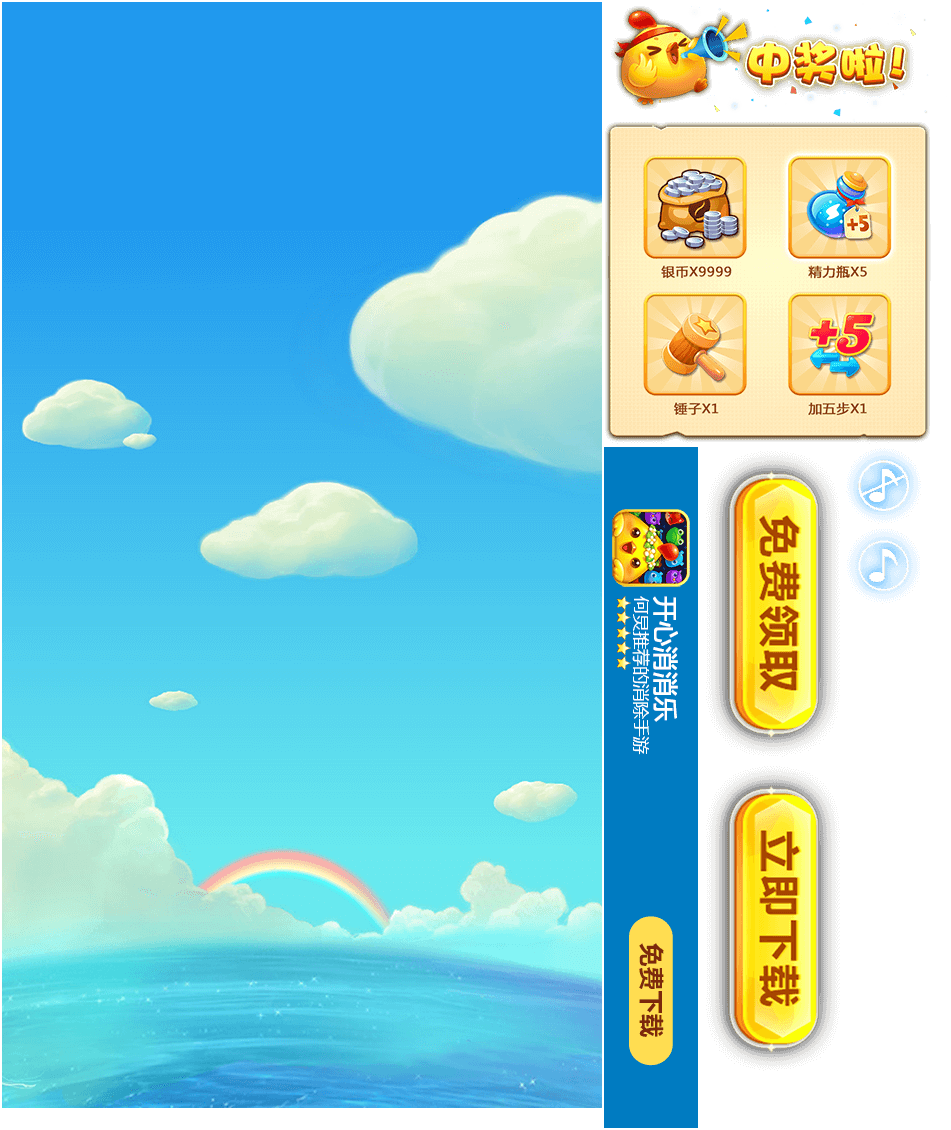 中奖啦!
+5
银币X9999
精力瓶X5
+5
锤子X1
加五步X1
开心消消乐
何炅推荐的消除手游
免费下载
免费领取
立即下载